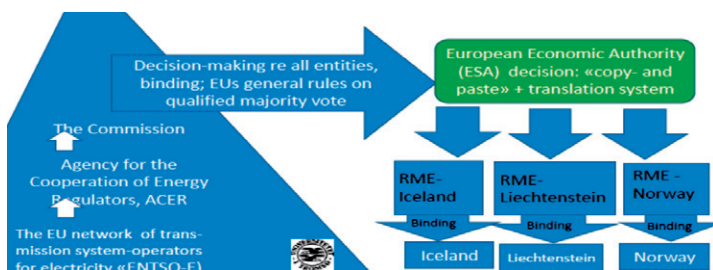 Decision-making re all entities,
binding; EUs general rules on
qualified majority vote
European Economic Authority
(ESA) decision: «copy- and
paste» + translation system
The Commission
Agency for the
Cooperation of Energy
Regulators, ACER
The EU network of trans-
mission system-operators
for electricity «ENTSO-E)
RME-
Iceland
RME-
Liechtenstein
RME -
Norway
Binding
Binding
Binding
Iceland
Liechtenstein
Norway